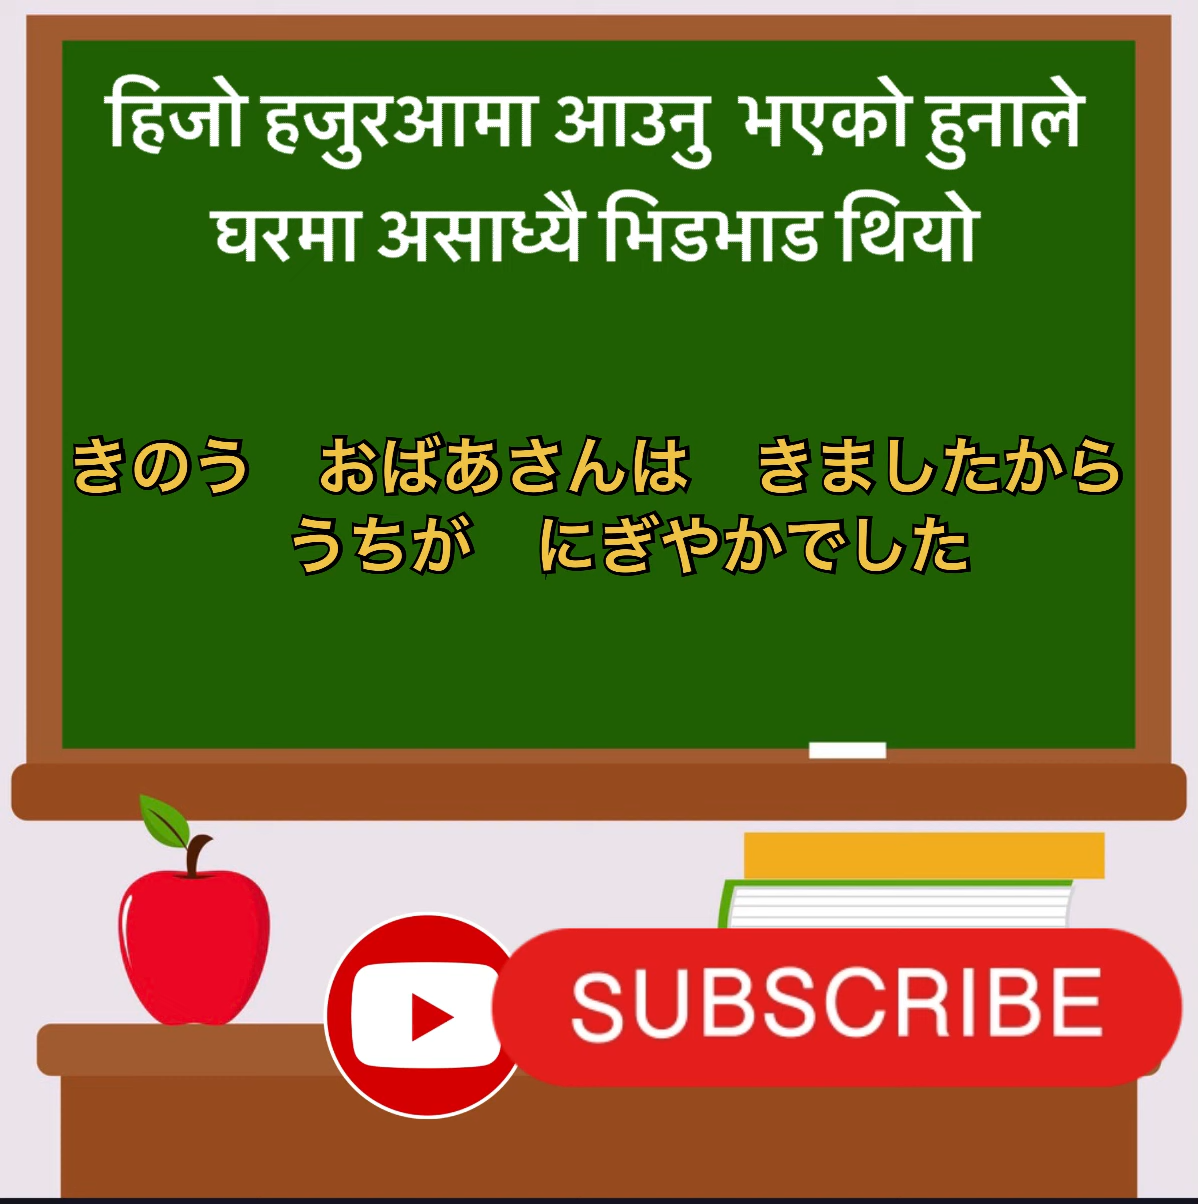 हिजो हजुरआमा आउनु भएको हुनाले
घरमा असाध्यै भिडभाड थियो
きのう　おばあさんは　きましたから
うちが　にぎやかでした
SUBSCRIBE